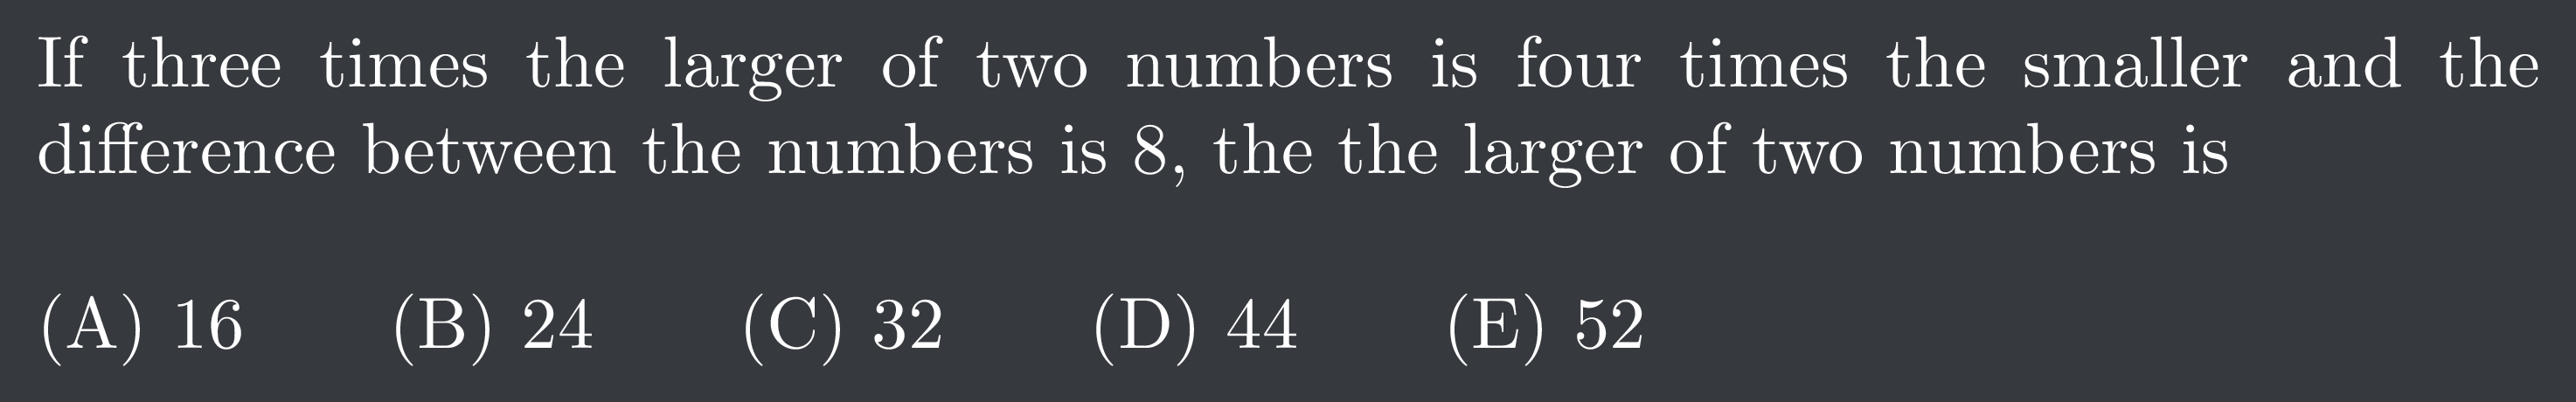 If three times the larger of two numbers is four times the smaller and the
difference between the numbers is 8, the the larger of two numbers is
(A) 16 (B) 24 (C) 32 (D) 44 (E) 52